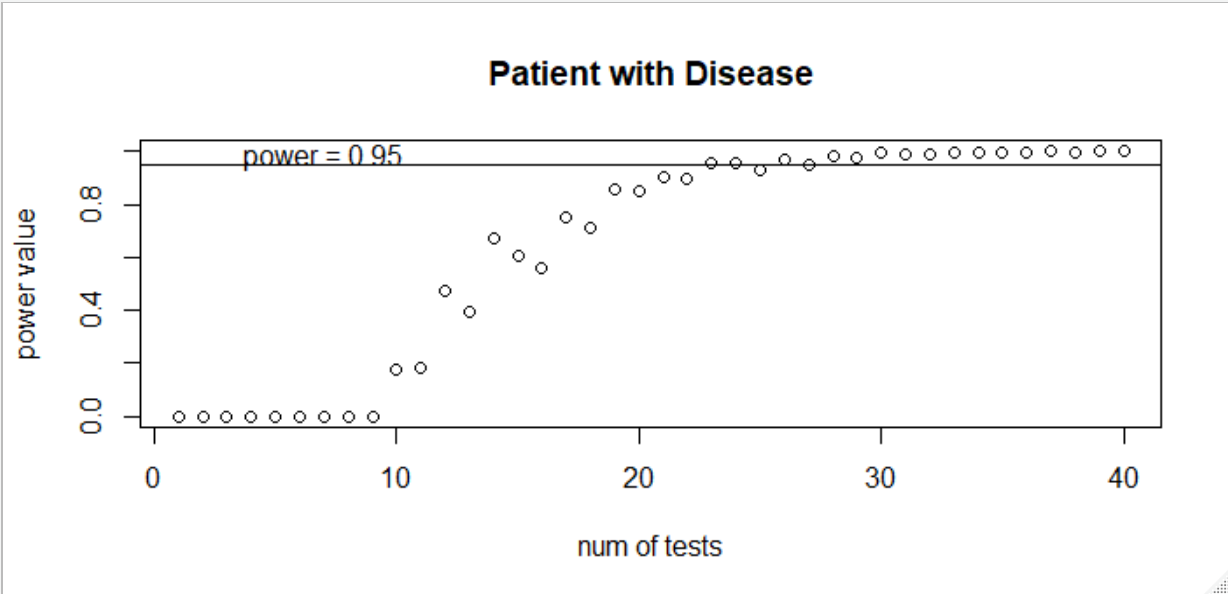 Patient with Disease
power = 0.95
power value
0.8
0.4
0.0
0 10 20 30 40
num of tests